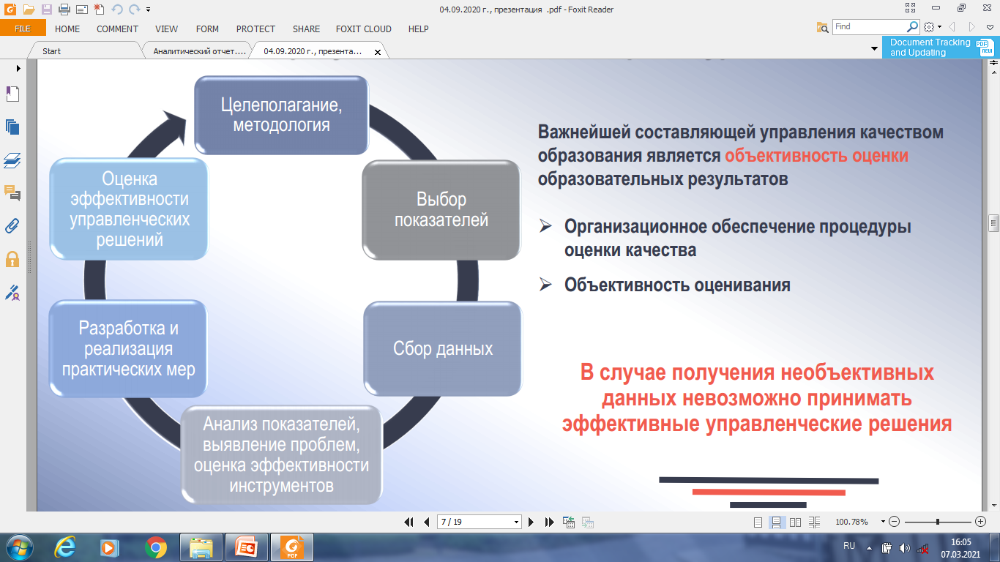 04.09.2020 г., презентация .pdf - Foxit Reader
FILE HOME COMMENT VIEW FORM PROTECT SHARE FOXIT CLOUD HELP
Find
Start
Аналитический отчет....
04.09.2020 г., презента...
Document Tracking
and Updating
PDF
NEW
Целеполагание,
методология
Выбор
показателей
Сбор данных
Анализ показателей,
выявление проблем,
оценка эффективности
инструментов
Разработка и
реализация
практических мер
Оценка
эффективности
управленческих
решений
Важнейшей составляющей управления качеством
образования является объективность оценки
образовательных результатов
Организационное обеспечение процедуры
оценки качества
Объективность оценивания
В случае получения необъективных
данных невозможно принимать
эффективные управленческие решения
7 / 19
100.78%
PDF
RU
16:05
07.03.2021